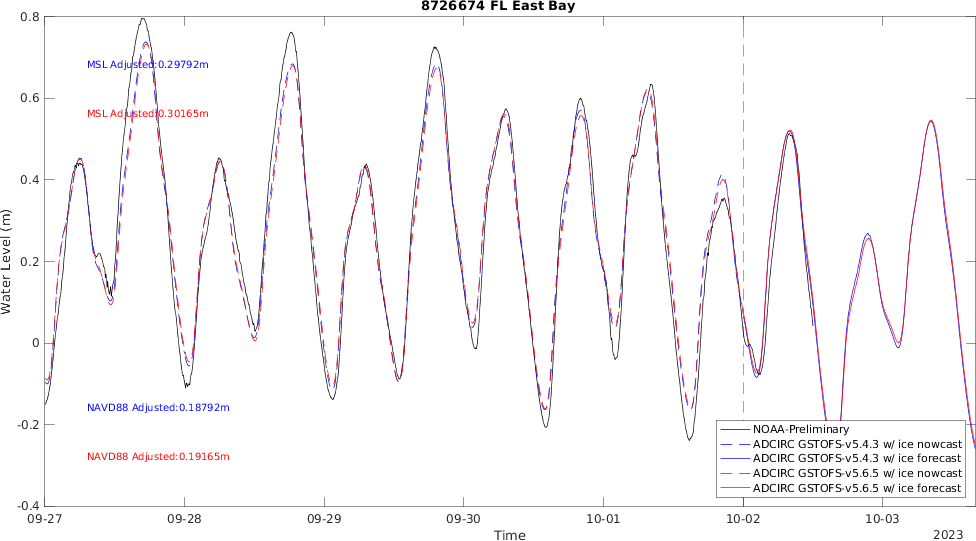 8726674 FL East Bay
0.8
MSL Adjusted:0.29792m
0.6
MSL Adjusted:0.30165m
0.4
0.2
Water Level (m)
0
NAVD88 Adjusted:0.18792m
-0.2
NAVD88 Adjusted:0.19165m
-0.4
NOAA-Preliminary
ADCIRC GSTOFS-v5.4.3 w/ ice nowcast
ADCIRC GSTOFS-v5.4.3 w/ ice forecast
ADCIRC GSTOFS-v5.6.5 w/ ice nowcast
ADCIRC GSTOFS-v5.6.5 w/ ice forecast
09-27 09-28 09-29 09-30 10-01 10-02 10-03
Time
2023